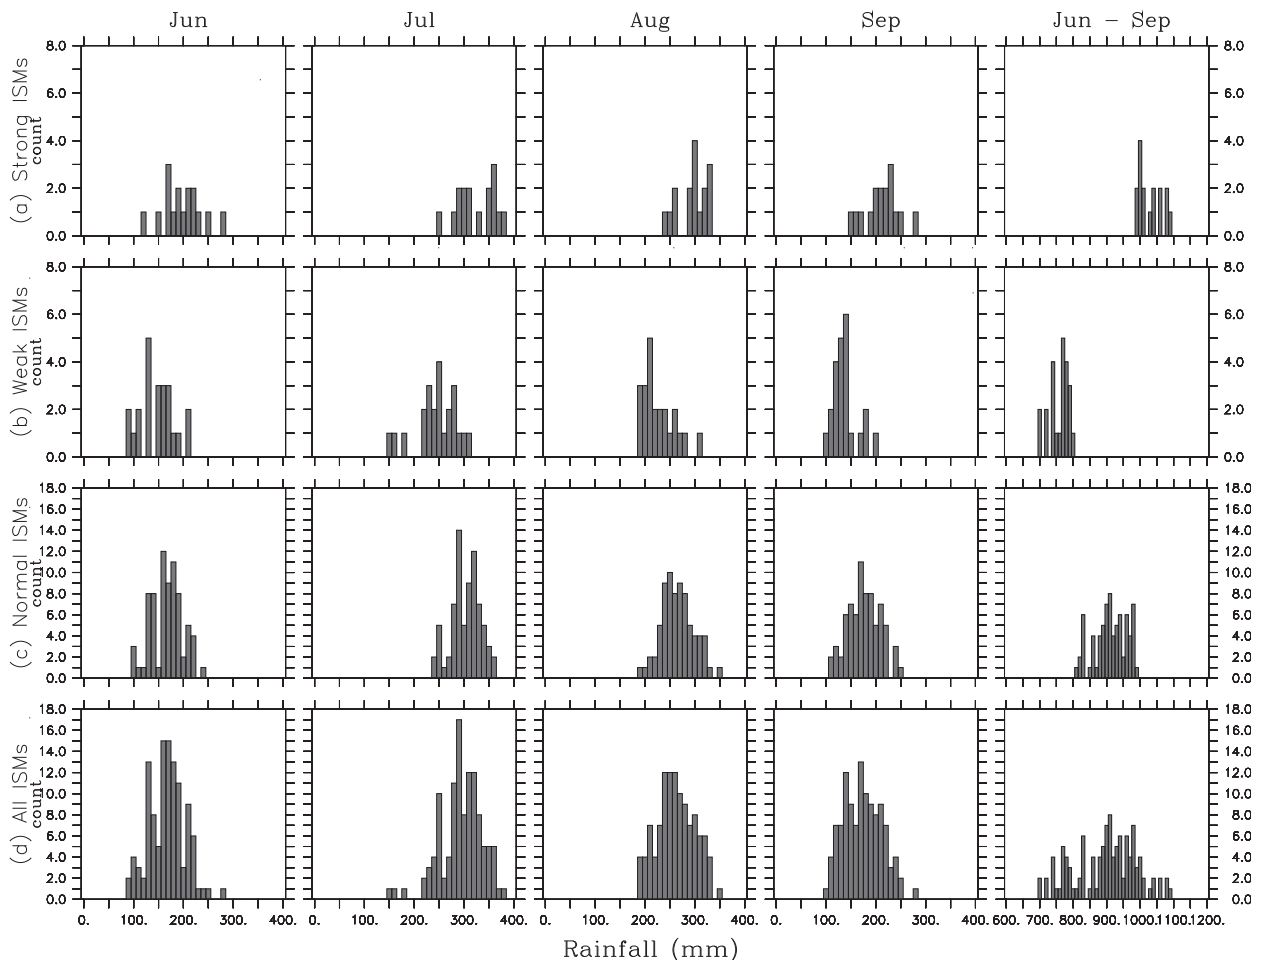 Jun Jul Aug Sep Jun – Sep
(a) Strong ISMs
count
8.0 8.0
6.0 6.0
4.0 4.0
2.0 2.0
0.0 0.0
(b) Weak ISMs
count
8.0 8.0
6.0 6.0
4.0 4.0
2.0 2.0
0.0 0.0
(c) Normal ISMs
count
18.0 18.0
16.0 16.0
14.0 14.0
12.0 12.0
10.0 10.0
8.0 8.0
6.0 6.0
4.0 4.0
2.0 2.0
0.0 0.0
(d) All ISMs
count
18.0 18.0
16.0 16.0
14.0 14.0
12.0 12.0
10.0 10.0
8.0 8.0
6.0 6.0
4.0 4.0
2.0 2.0
0.0 0.0
0. 100. 200. 300. 400. 0. 100. 200. 300. 400. 0. 100. 200. 300. 400. 0. 100. 200. 300. 400. 600. 700. 800. 900. 1000. 1100. 1200.
Rainfall (mm)